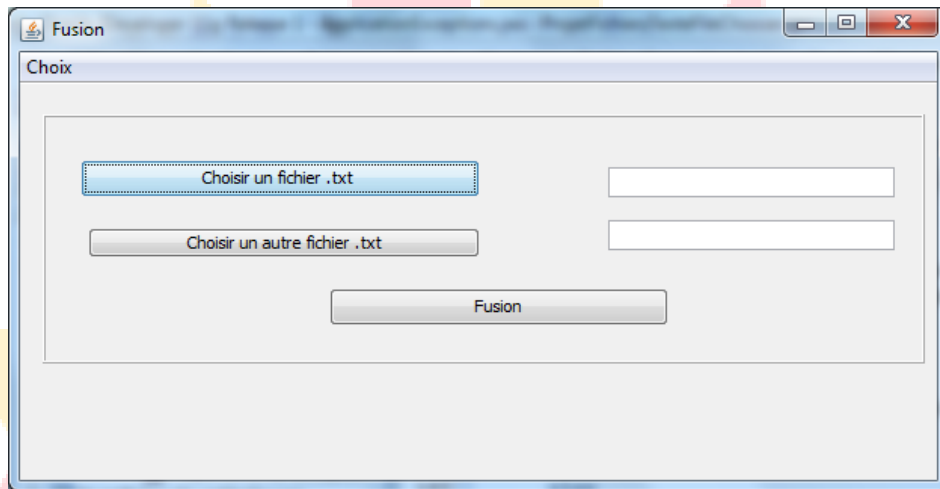 Fusion
Choix
Choisir un fichier .txt
Choisir un autre fichier .txt
Fusion